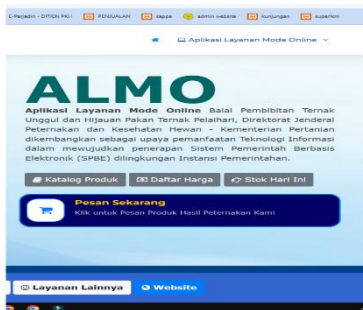 E-Perjadin - DITJEN PKH PENJUALAN sappa admin website kunjungan superkim
Aplikasi Layanan Mode Online
ALMO
Aplikasi Layanan Mode Online Balai Pembibitan Ternak
Unggul dan Hijauan Pakan Ternak Pelaihari, Direktorat Jenderal
Peternakan dan Kesehatan Hewan - Kementerian Pertanian
dikembangkan sebagai upaya pemanfaatan Teknologi Informasi
dalam mewujudkan penerapan Sistem Pemerintah Berbasis
Elektronik (SPBE) dilingkungan Instansi Pemerintahan.
Katalog Produk Daftar Harga Stok Hari Ini
Pesan Sekarang
Klik untuk Pesan Produk Hasil Peternakan Kami
Layanan Lainnya Website